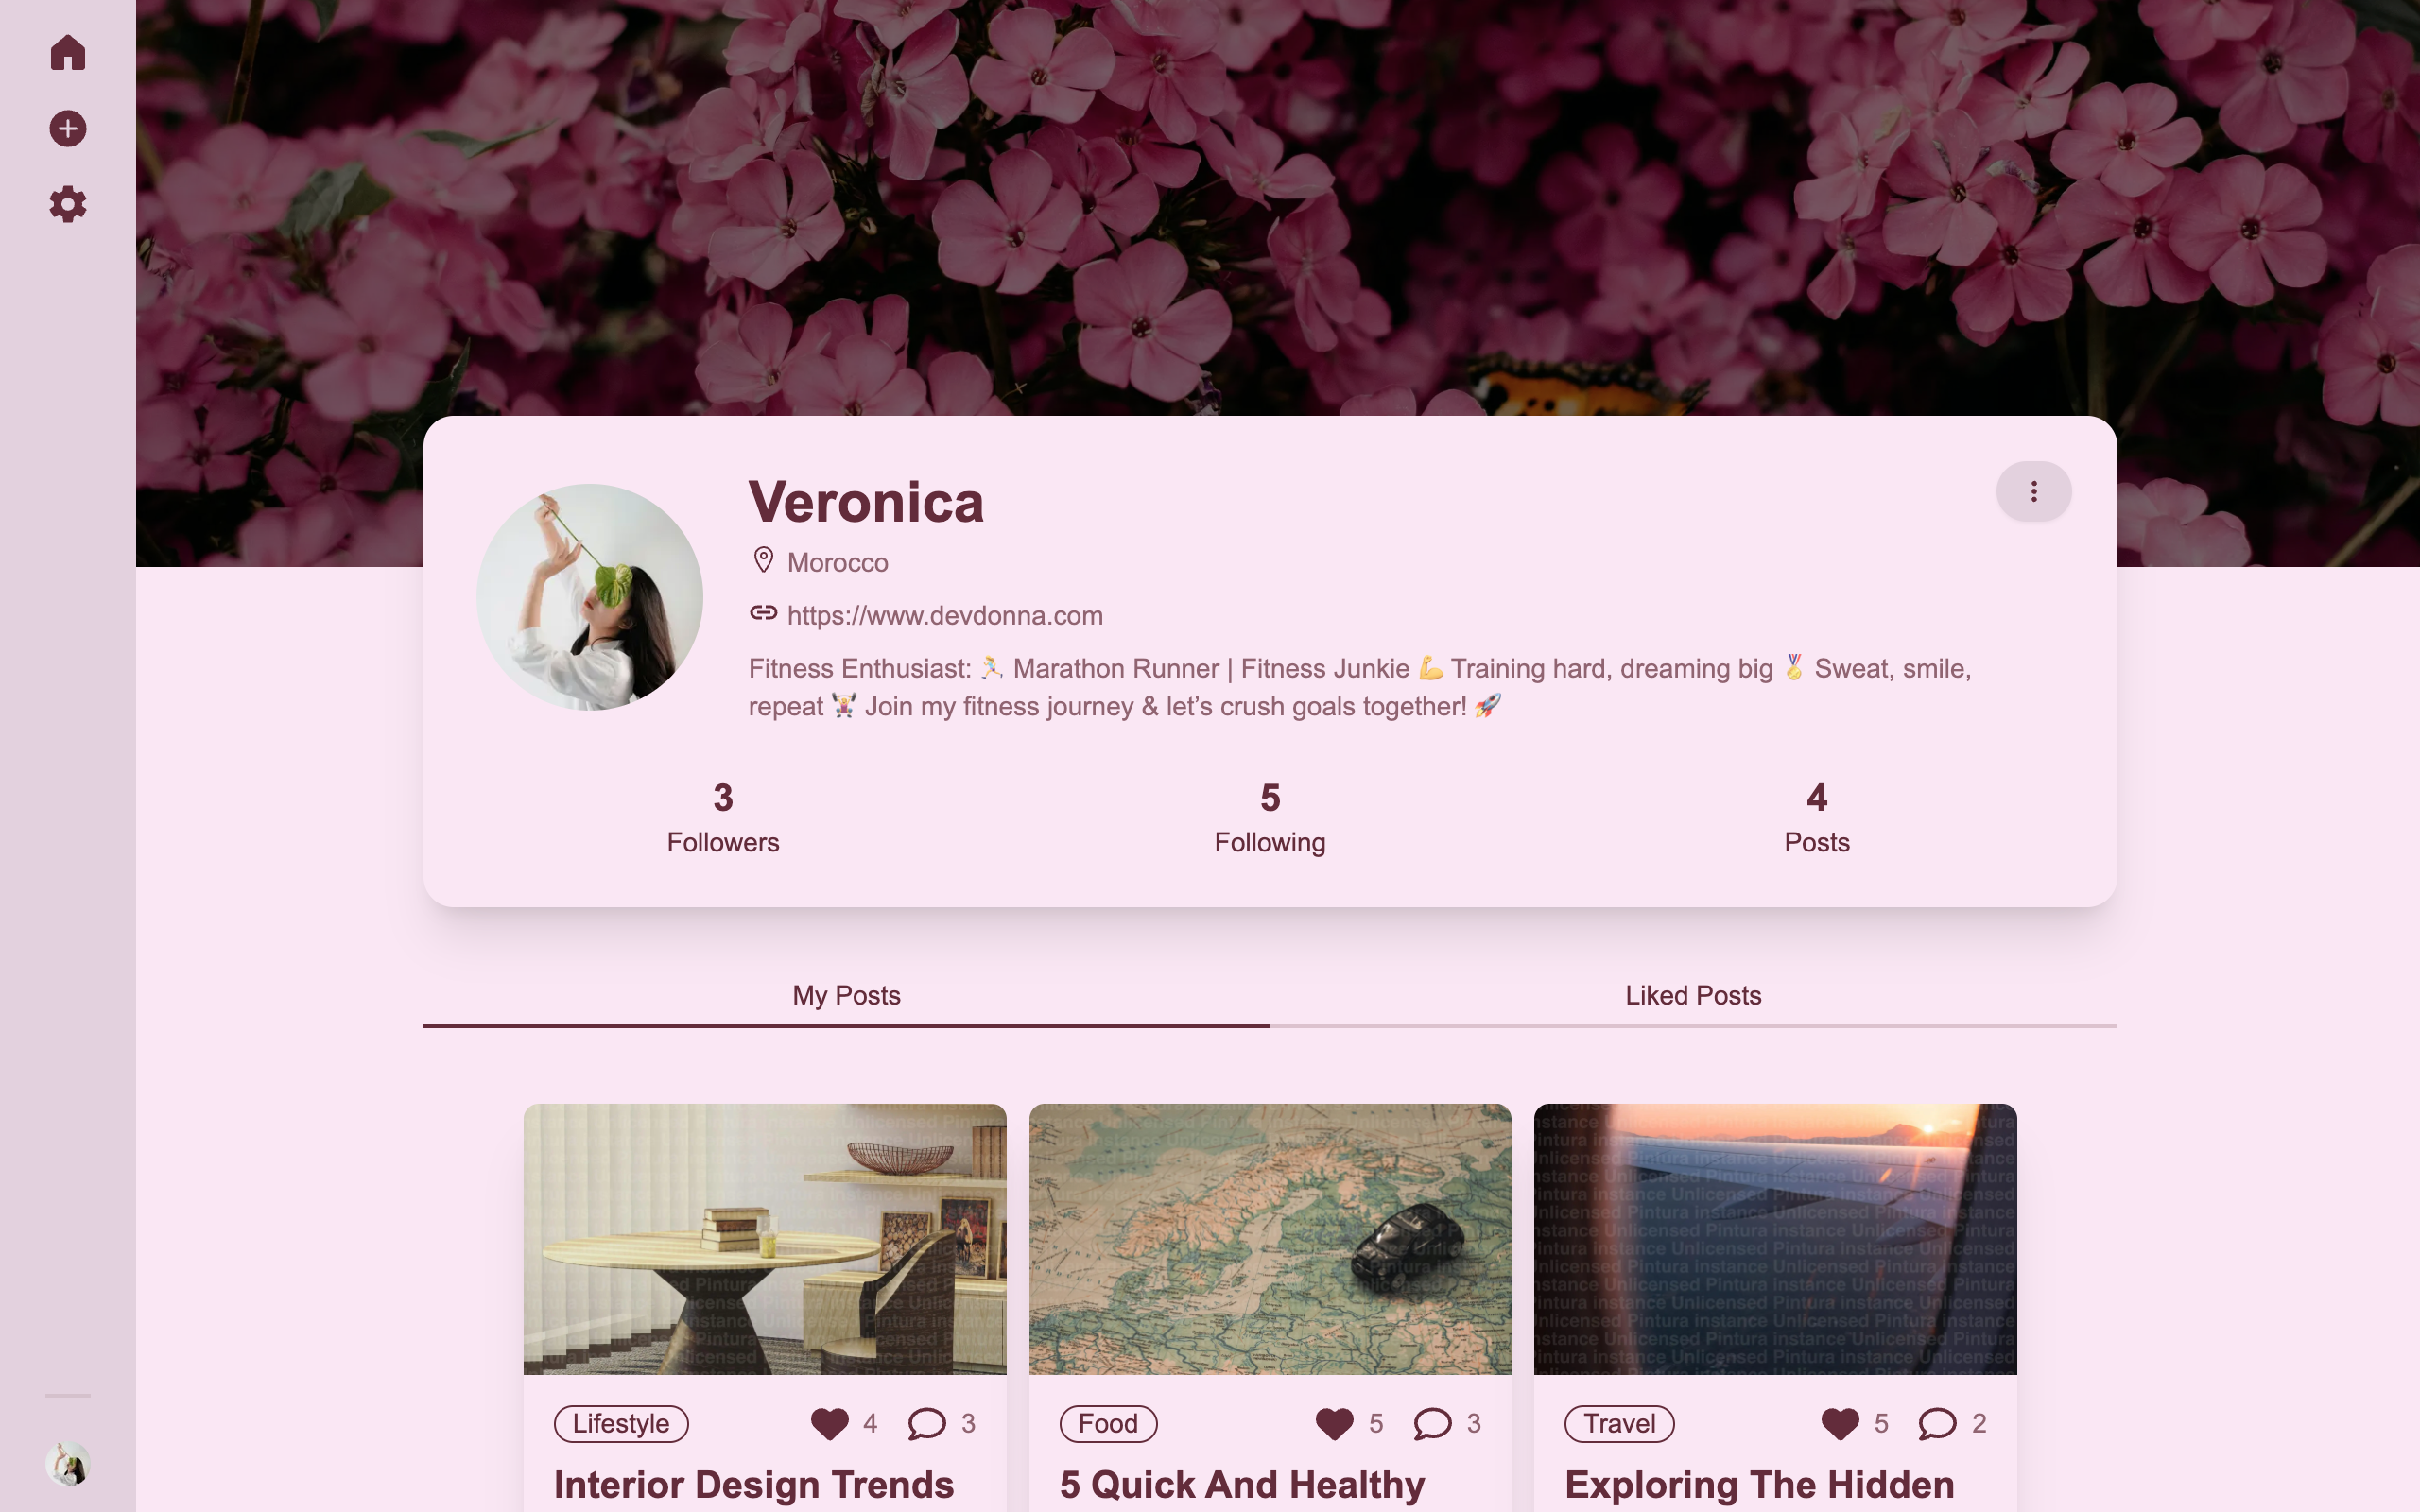 Veronica
Morocco
https://www.devdonna.com
Fitness Enthusiast: 🏃🏼‍♀️ Marathon Runner | Fitness Junkie 💪🏼 Training hard, dreaming big 🏅 Sweat, smile,
repeat 🏋🏼‍♀️ Join my fitness journey & let’s crush goals together! 🚀
3
Followers
5
Following
4
Posts
My Posts
Liked Posts
Lifestyle 4 3
Interior Design Trends
Food 5 3
5 Quick And Healthy
Travel 5 2
Exploring The Hidden